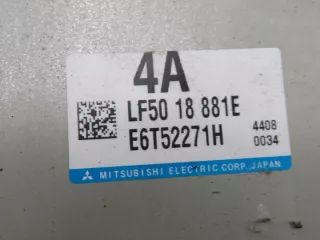 4A
LF50 18 881E
E6T52271H 4408
0034
MITSUBISHI ELECTRIC CORP., JAPAN